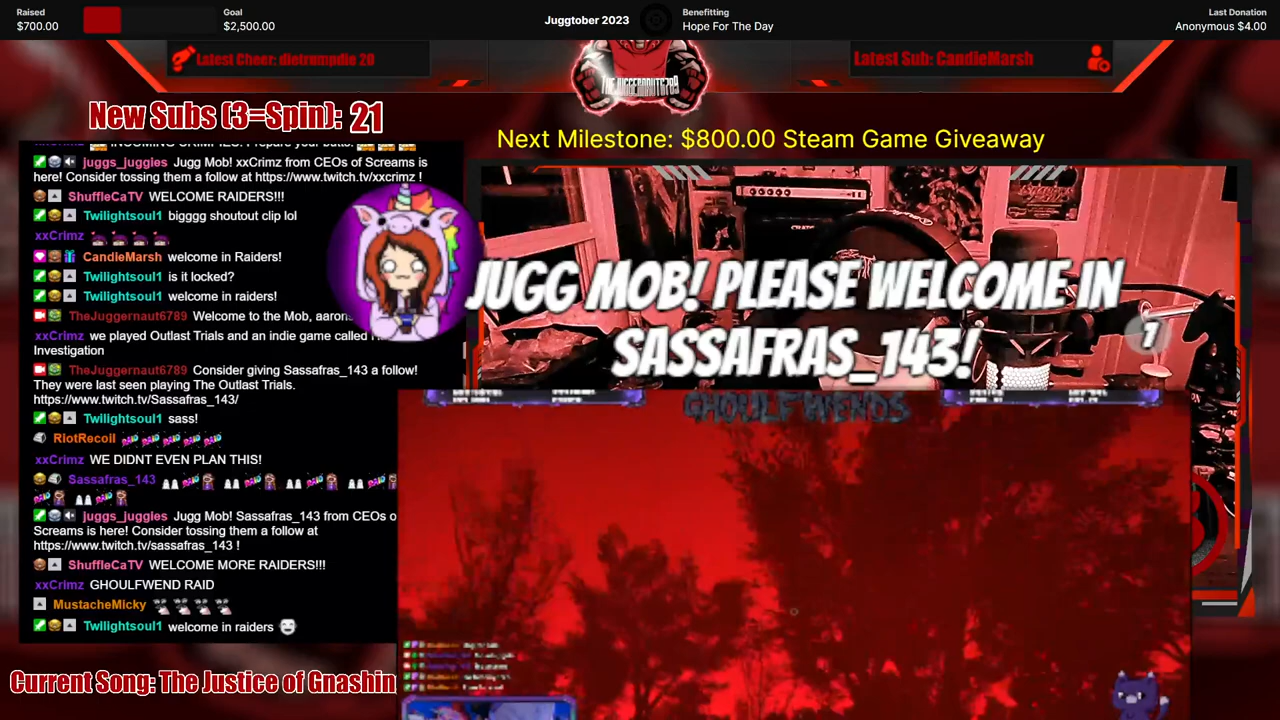 Raised
$700.00
Goal
$2,500.00
Juggtober 2023
Benefitting
Hope For The Day
Last Donation
Anonymous $4.00
Latest Cheer: dietrumpdie 20
THEJUGGERNAUT6789
Latest Sub: CandieMarsh
New Subs (3=Spin): 21
Next Milestone: $800.00 Steam Game Giveaway
juggs_juggies Jugg Mob! xxCrimz from CEOs of Screams is
here! Consider tossing them a follow at https://www.twitch.tv/xxcrimz !
ShuffleCaTV WELCOME RAIDERS!!!
Twilightsoul1 bigggg shoutout clip lol
xxCrimz
CandieMarsh welcome in Raiders!
Twilightsoul1 is it locked?
Twilightsoul1 welcome in raiders!
TheJuggernaut6789 Welcome to the Mob, aarons
xxCrimz we played Outlast Trials and an indie game called
Investigation
TheJuggernaut6789 Consider giving Sassafras_143 a follow!
They were last seen playing The Outlast Trials.
https://www.twitch.tv/Sassafras_143/
Twilightsoul1 sass!
RiotRecoil
xxCrimz WE DIDNT EVEN PLAN THIS!
Sassafras_143
juggs_juggies Jugg Mob! Sassafras_143 from CEOs o
Screams is here! Consider tossing them a follow at
https://www.twitch.tv/sassafras_143 !
ShuffleCaTV WELCOME MORE RAIDERS!!!
xxCrimz GHOULFWEND RAID
MustacheMicky
Twilightsoul1 welcome in raiders
JUGG MOB! PLEASE WELCOME IN
SASSAFRAS_143!
7
GHOULFWIENDS
Current Song: The Justice of Gnashin